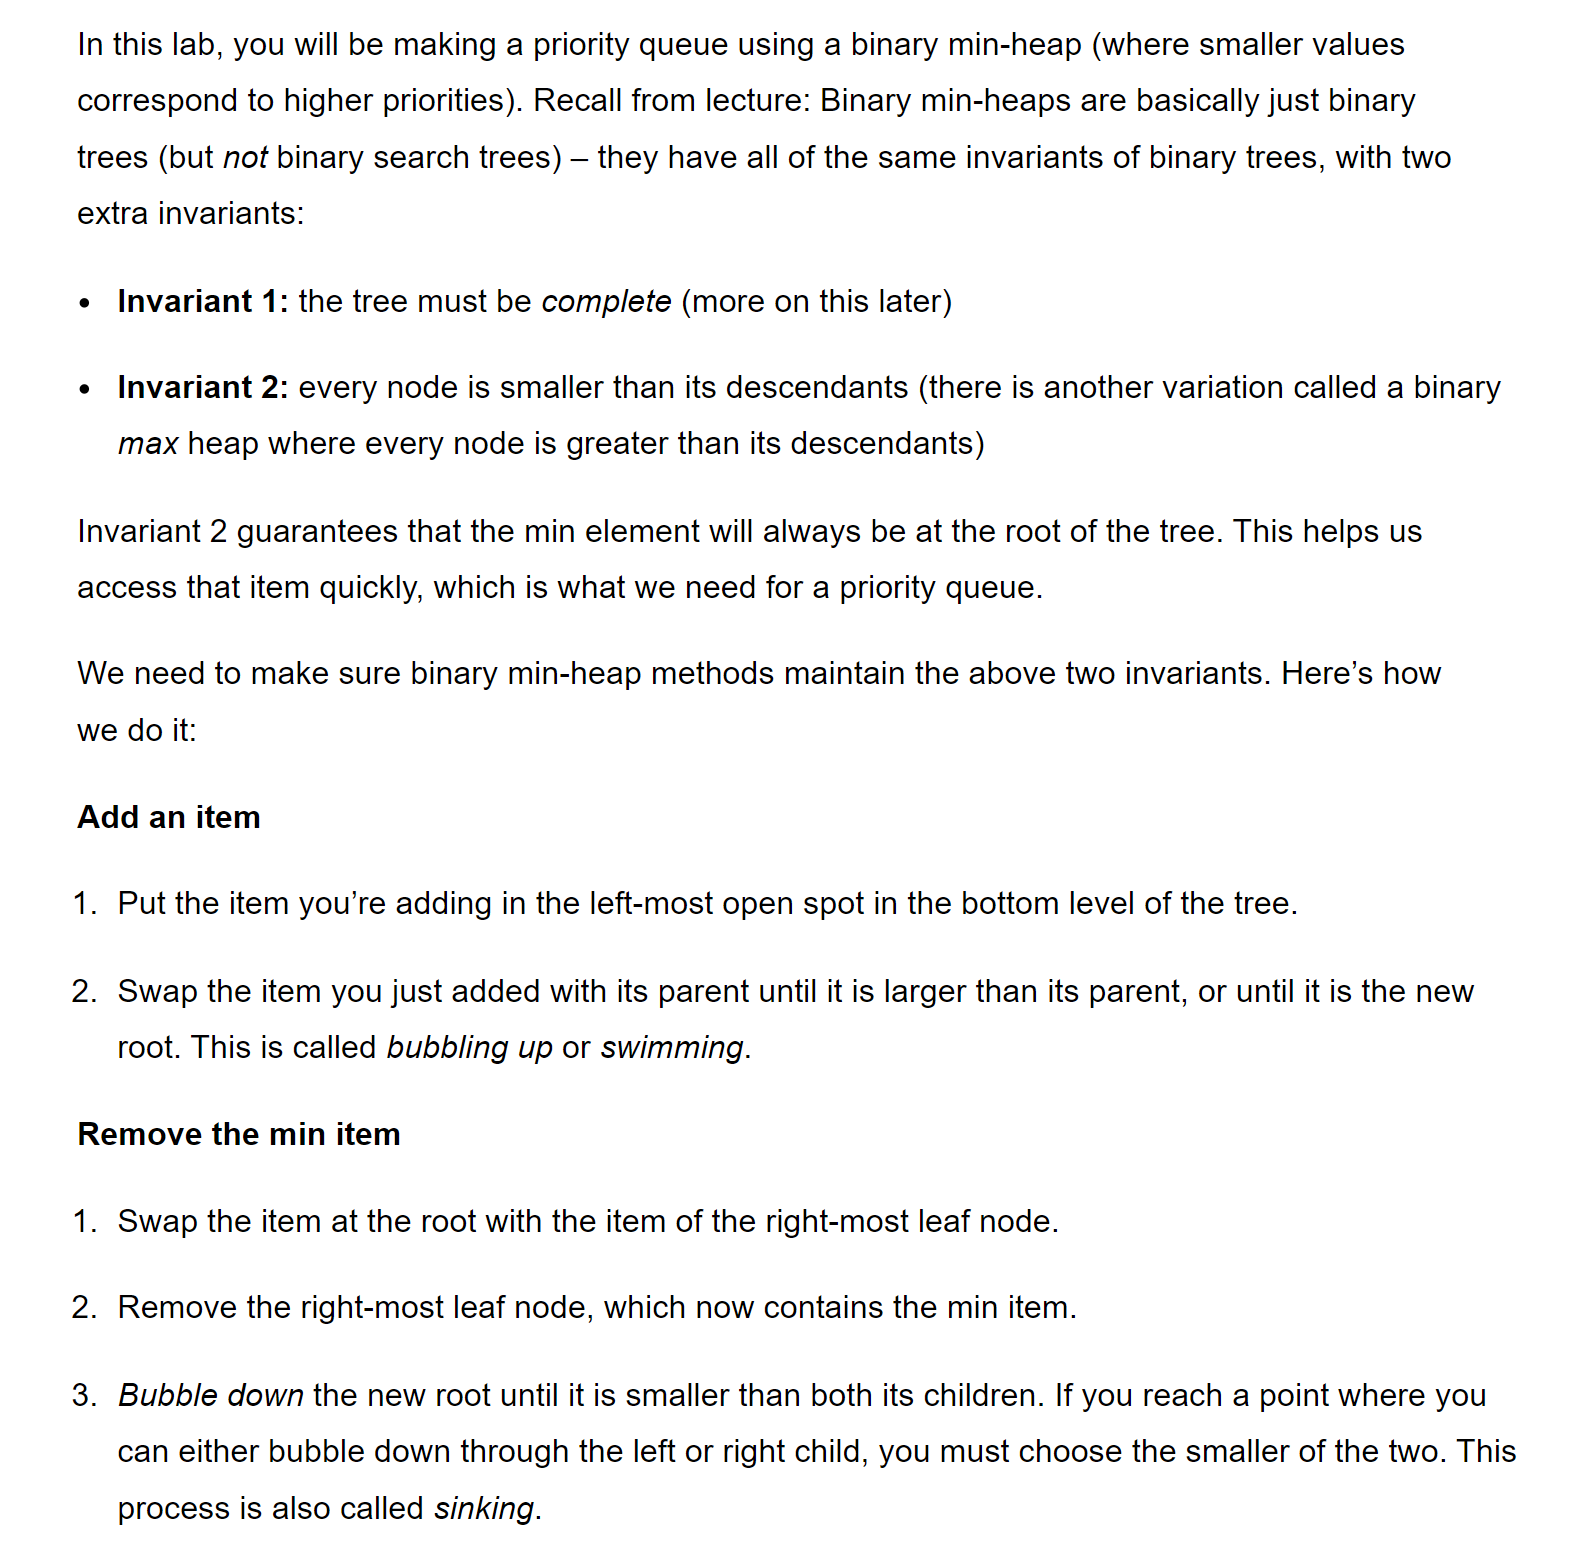 In this lab, you will be making a priority queue using a binary min-heap (where smaller values
correspond to higher priorities). Recall from lecture: Binary min-heaps are basically just binary
trees (but not binary search trees) – they have all of the same invariants of binary trees, with two
extra invariants:
• Invariant 1: the tree must be complete (more on this later)
• Invariant 2: every node is smaller than its descendants (there is another variation called a binary
max heap where every node is greater than its descendants)
Invariant 2 guarantees that the min element will always be at the root of the tree. This helps us
access that item quickly, which is what we need for a priority queue.
We need to make sure binary min-heap methods maintain the above two invariants. Here’s how
we do it:
Add an item
1. Put the item you’re adding in the left-most open spot in the bottom level of the tree.
2. Swap the item you just added with its parent until it is larger than its parent, or until it is the new
root. This is called bubbling up or swimming.
Remove the min item
1. Swap the item at the root with the item of the right-most leaf node.
2. Remove the right-most leaf node, which now contains the min item.
3. Bubble down the new root until it is smaller than both its children. If you reach a point where you
can either bubble down through the left or right child, you must choose the smaller of the two. This
process is also called sinking.